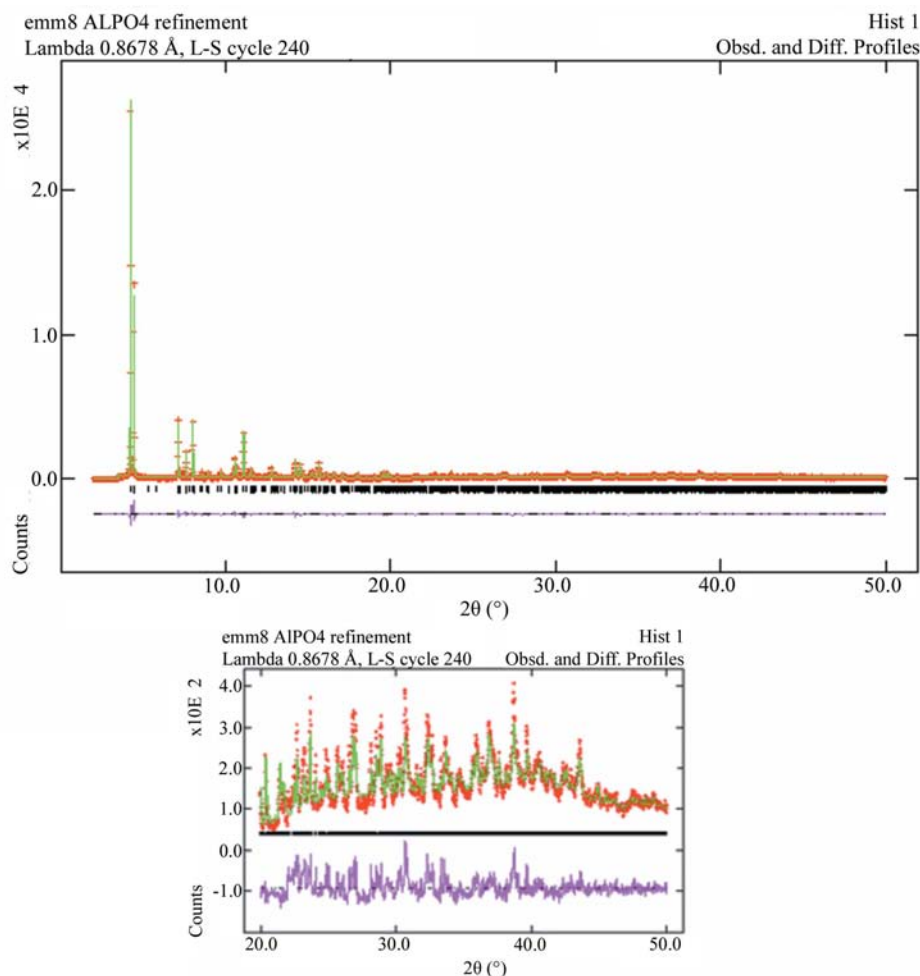 emm8 ALPO4 refinement Hist 1
Lambda 0.8678 Å, L-S cycle 240 Obsd. and Diff. Profiles
x10E 4
2.0
1.0
0.0
Counts
10.0 20.0 30.0 40.0 50.0
2θ (°)
emm8 AlPO4 refinement Hist 1
Lambda 0.8678 Å, L-S cycle 240 Obsd. and Diff. Profiles
x10E 2
4.0
3.0
2.0
1.0
0.0
-1.0
Counts
20.0 30.0 40.0 50.0
2θ (°)